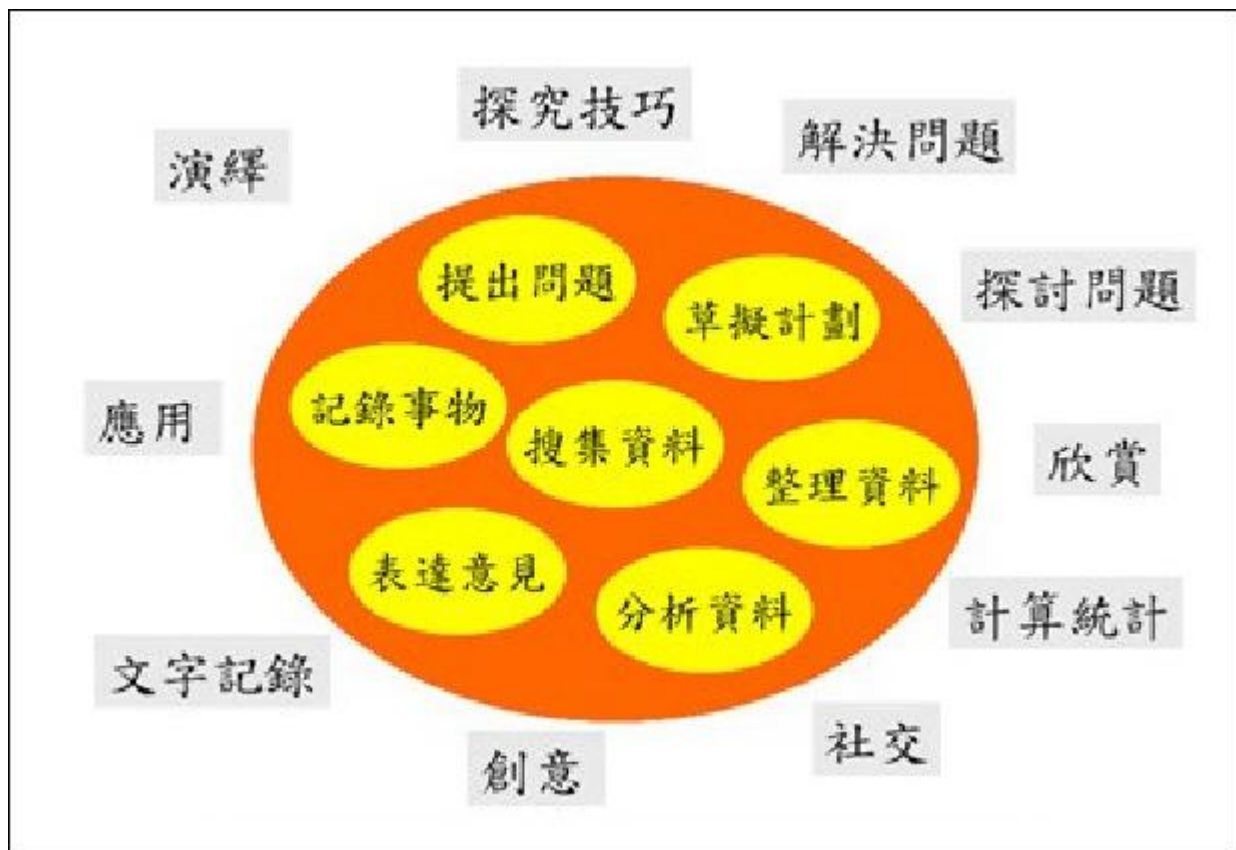 探究技巧
解決問題
演繹
提出問題
探討問題
草擬計劃
記錄事物
應用
搜集資料
欣賞
整理資料
表達意見
分析資料
計算統計
文字記錄
社交
創意